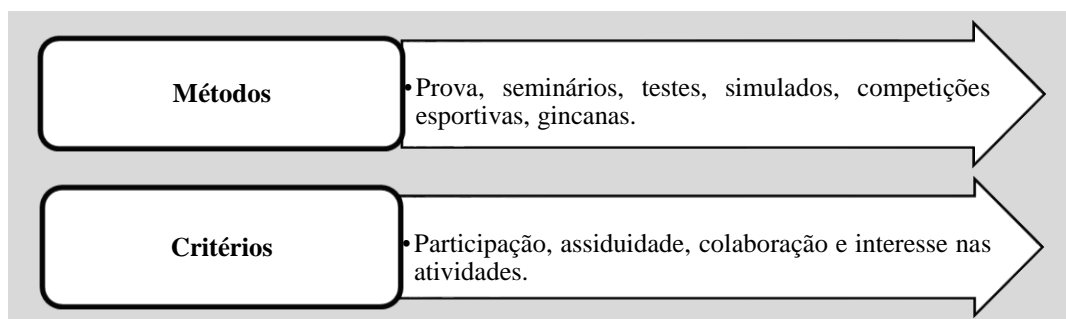 Métodos
•Prova, seminários, testes, simulados, competições
esportivas, gincanas.
Critérios
•Participação, assiduidade, colaboração e interesse nas
atividades.